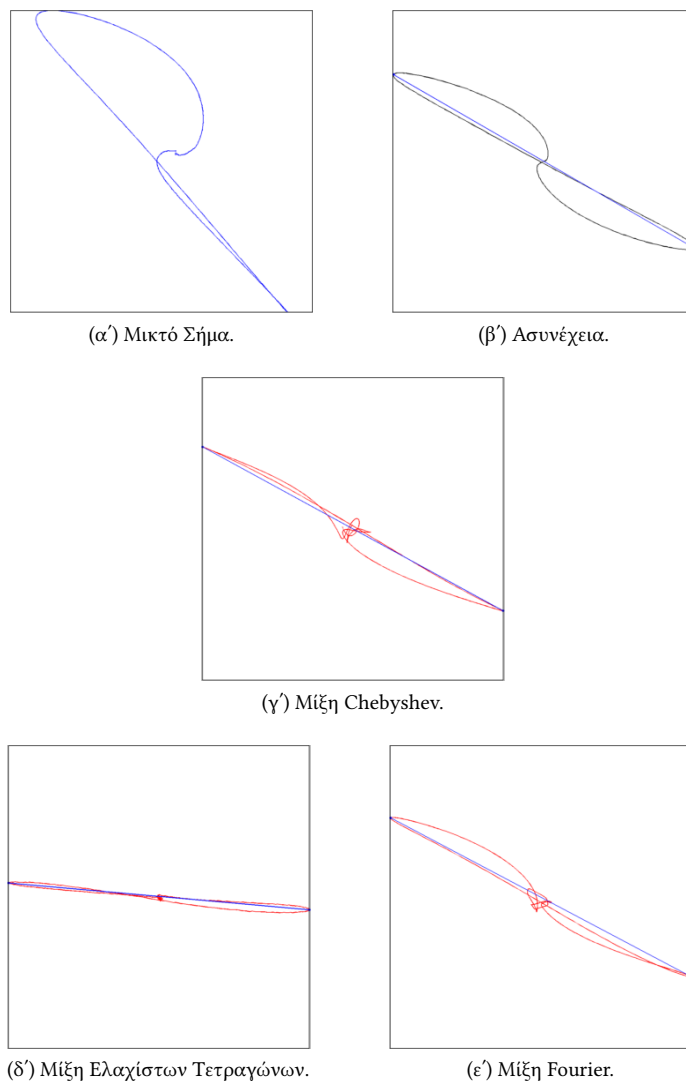 (α′) Μικτό Σήμα.
(β′) Ασυνέχεια.
(γ′) Μίξη Chebyshev.
(δ′) Μίξη Ελαχίστων Τετραγώνων.
(ε′) Μίξη Fourier.